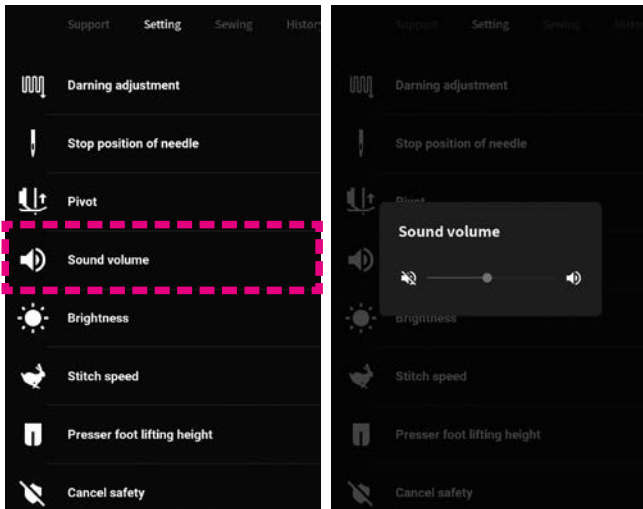 Support Setting Sewing History
Darning adjustment
Stop position of needle
Pivot
Sound volume
Brightness
Stitch speed
Presser foot lifting height
Cancel safety
Support Setting Sewing
Darning adjustment
Stop position of needle
Pivot
Sound volume
Brightness
Stitch speed
Presser foot lifting height
Cancel safety